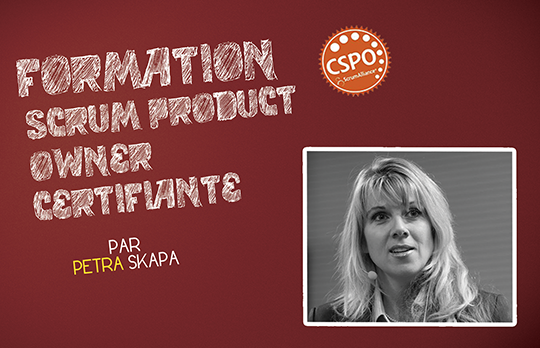 FORMATION
SCRUM PRODUCT
OWNER
CERTIFIANTE
PAR
PETRA SKAPA
CSPO
ScrumAlliance